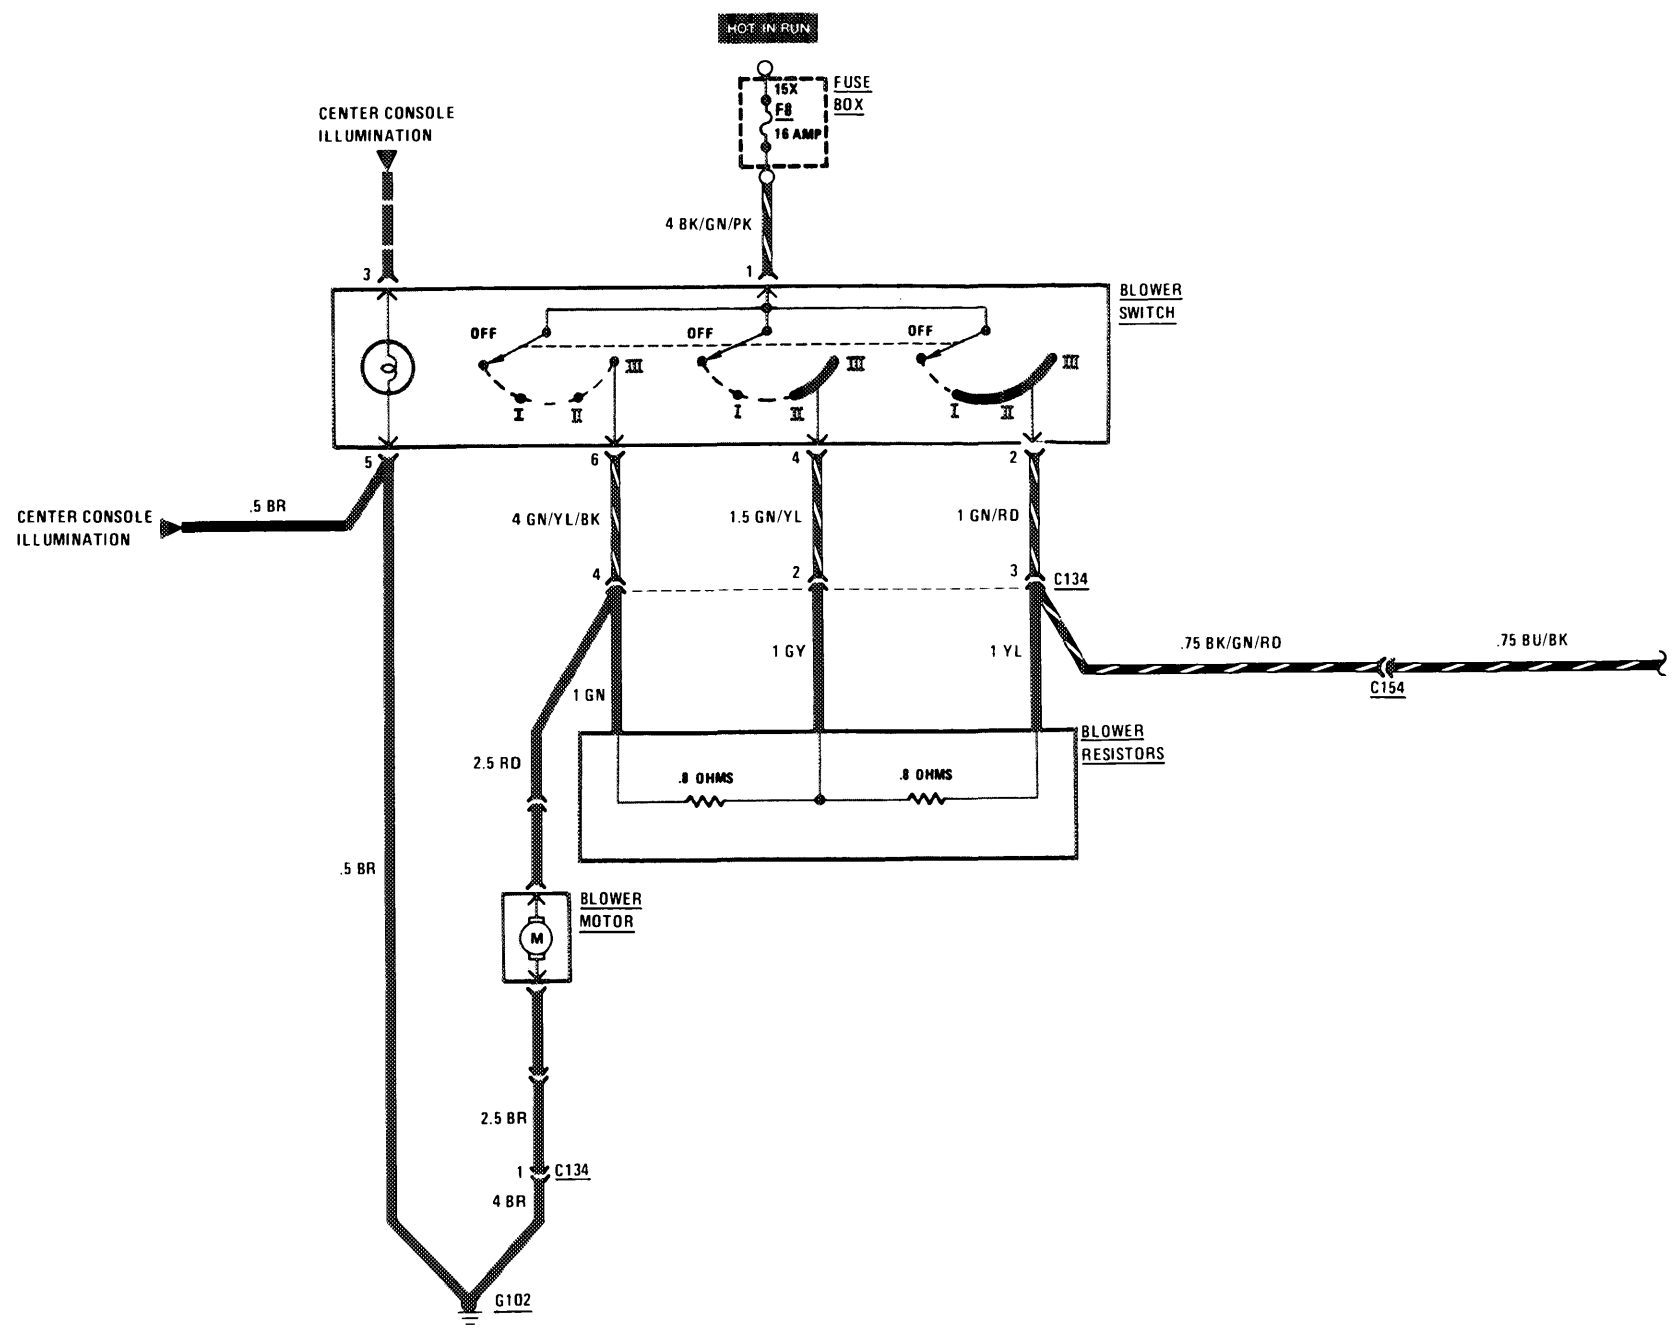 HOT IN RUN
FUSE
BOX
15X
F8
16 AMP
CENTER CONSOLE
ILLUMINATION
4 BK/GN/PK
3
1
BLOWER
SWITCH
OFF
OFF
OFF
III
III
III
I
II
I
II
I
II
5
6
4
2
.5 BR
CENTER CONSOLE
ILLUMINATION
4 GN/YL/BK
1.5 GN/YL
1 GN/RD
4
2
3
C134
.75 BK/GN/RD
.75 BU/BK
1 GY
1 YL
C154
1 GN
BLOWER
RESISTORS
2.5 RD
.8 OHMS
.8 OHMS
.5 BR
BLOWER
MOTOR
M
2.5 BR
1
C134
4 BR
G102